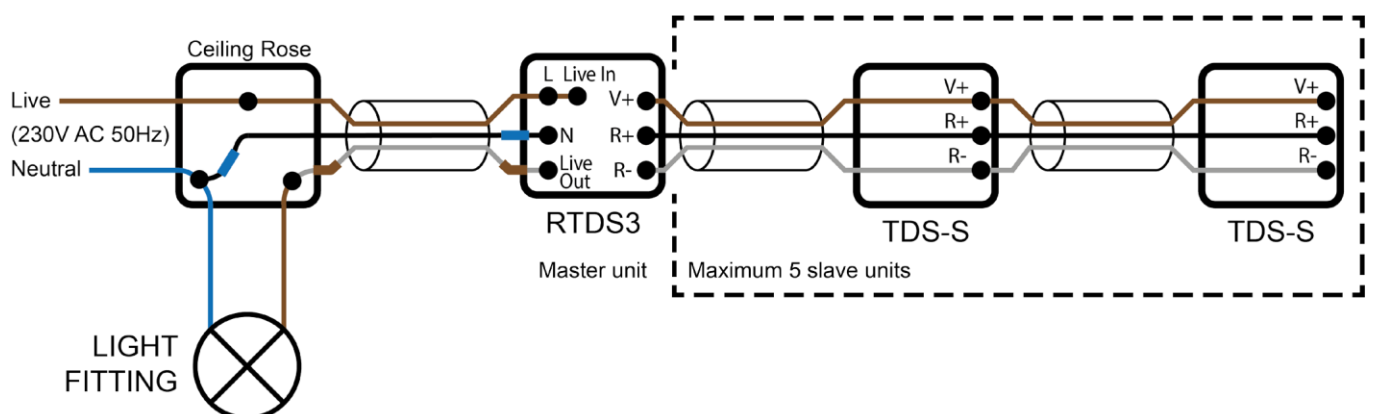 Ceiling Rose
Live
(230V AC 50Hz)
Neutral
L Live In
N
Live
Out
V+
R+
R-
RTDS3
Master unit
V+
R+
R-
TDS-S
V+
R+
R-
TDS-S
Maximum 5 slave units
LIGHT
FITTING